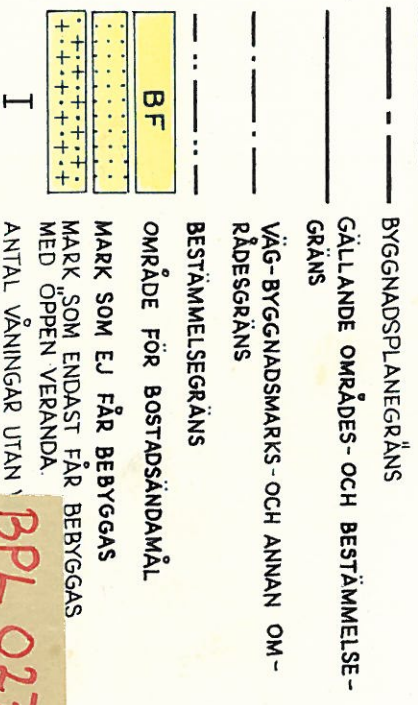 BYGGNADSPLANEGRÄNS
GÄLLANDE OMRÅDES- OCH BESTÄMMELSE-
GRÄNS
VÄG- BYGGNADSMARKS- OCH ANNAN OM-
RÅDESGRÄNS
BESTÄMMELSEGRÄNS
BF OMRÅDE FÖR BOSTADSÄNDAMÅL
MARK SOM EJ FÅR BEBYGGAS
MARK SOM ENDAST FÅR BEBYGGAS
MED ÖPPEN VERANDA.
I ANTAL VÅNINGAR UTAN
BPL 02